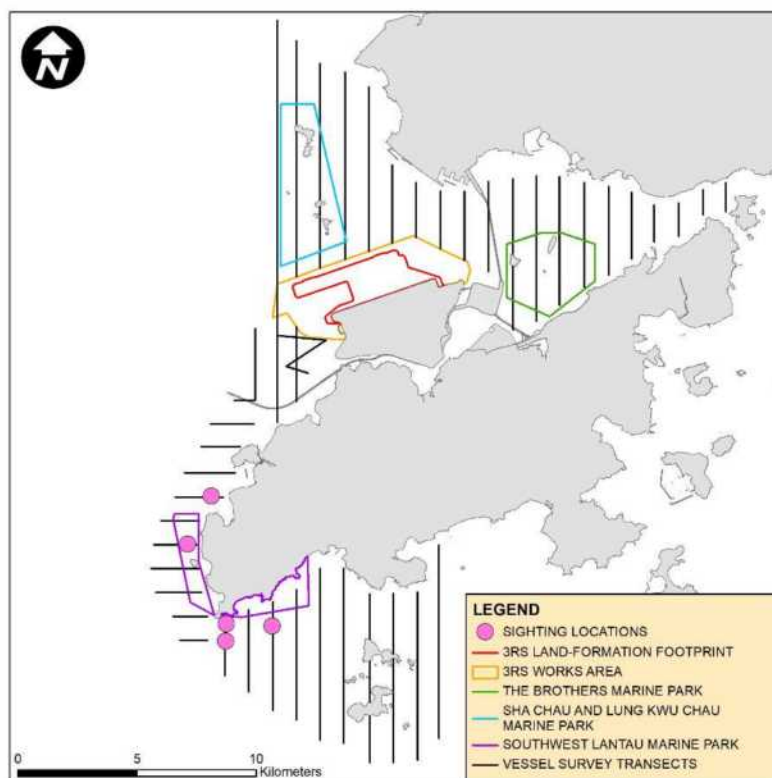 N
LEGEND
SIGHTING LOCATIONS
3RS LAND-FORMATION FOOTPRINT
3RS WORKS AREA
THE BROTHERS MARINE PARK
SHA CHAU AND LUNG KWU CHAU
MARINE PARK
SOUTHWEST LANTAU MARINE PARK
VESSEL SURVEY TRANSECTS
0 5 10
Kilometers